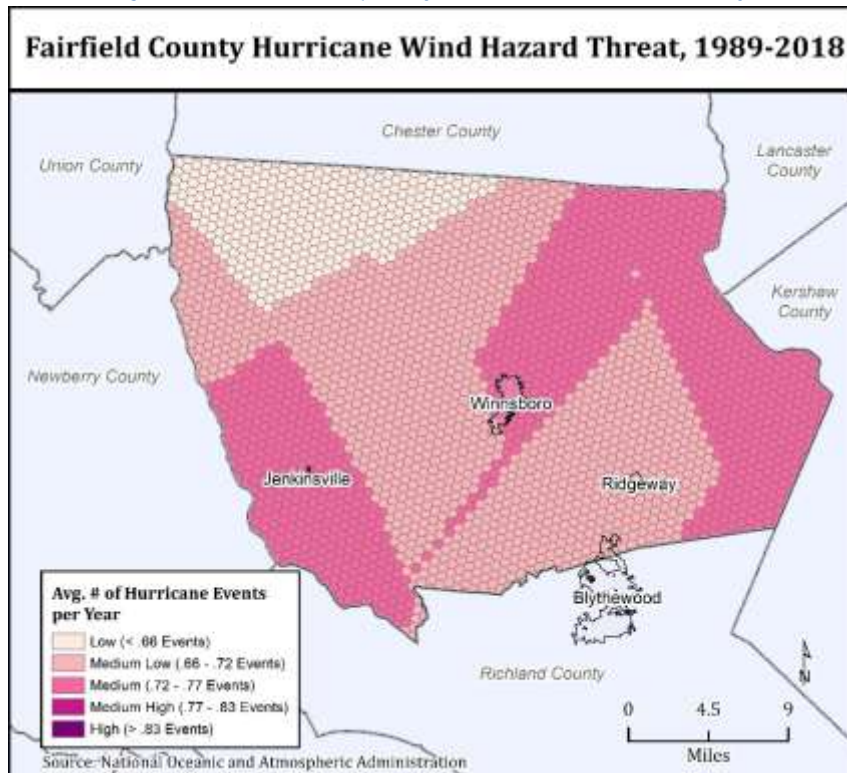 Fairfield County Hurricane Wind Hazard Threat, 1989-2018
Chester County
Union County
Lancaster
County
Kershaw
County
Newberry County
Winnsboro
Jenkinsville
Ridgeway
Blythewood
Richland County
Avg. # of Hurricane Events
per Year
Low (< .66 Events)
Medium Low (.66 - .72 Events)
Medium (.72 - .77 Events)
Medium High (.77 - .83 Events)
High (> .83 Events)
N
0 4.5 9
Miles
Source: National Oceanic and Atmospheric Administration